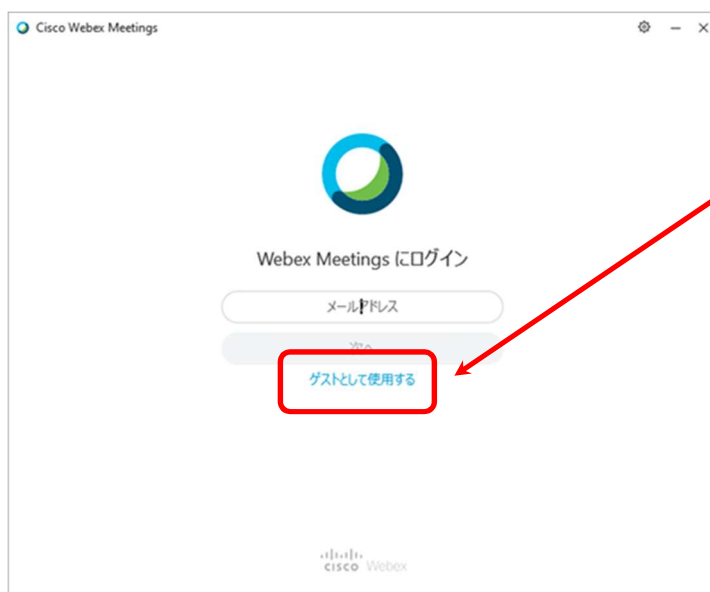 Cisco Webex Meetings
Webex Meetings にログイン
メールアドレス
次へ
ゲストとして使用する
cisco Webex